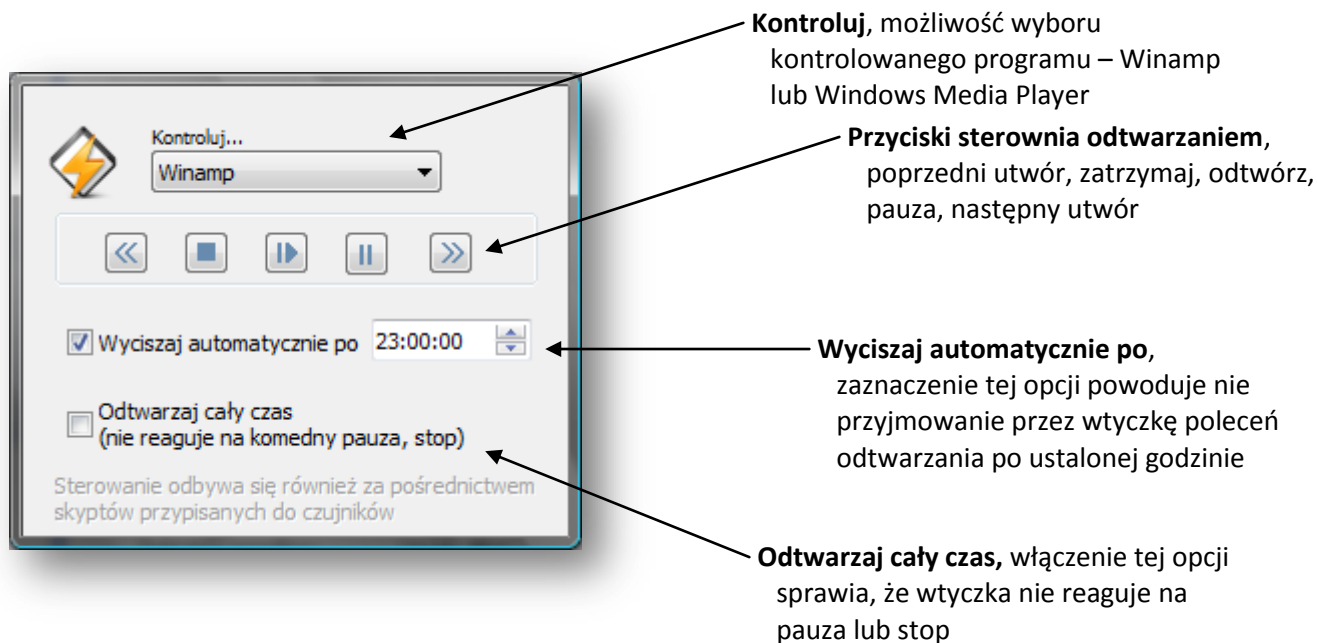 Kontroluj, możliwość wyboru
kontrolowanego programu – Winamp
lub Windows Media Player
Kontroluj...
Winamp
Przyciski sterownia odtwarzaniem,
poprzedni utwór, zatrzymaj, odtwórz,
pauza, następny utwór
Wyciszaj automatycznie po 23:00:00
Wyciszaj automatycznie po,
zaznaczenie tej opcji powoduje nie
przyjmowanie przez wtyczkę poleceń
odtwarzania po ustalonej godzinie
Odtwarzaj cały czas
(nie reaguje na komedny pauza, stop)
Sterowanie odbywa się również za pośrednictwem
skyptów przypisanych do czujników
Odtwarzaj cały czas, włączenie tej opcji
sprawia, że wtyczka nie reaguje na
pauza lub stop